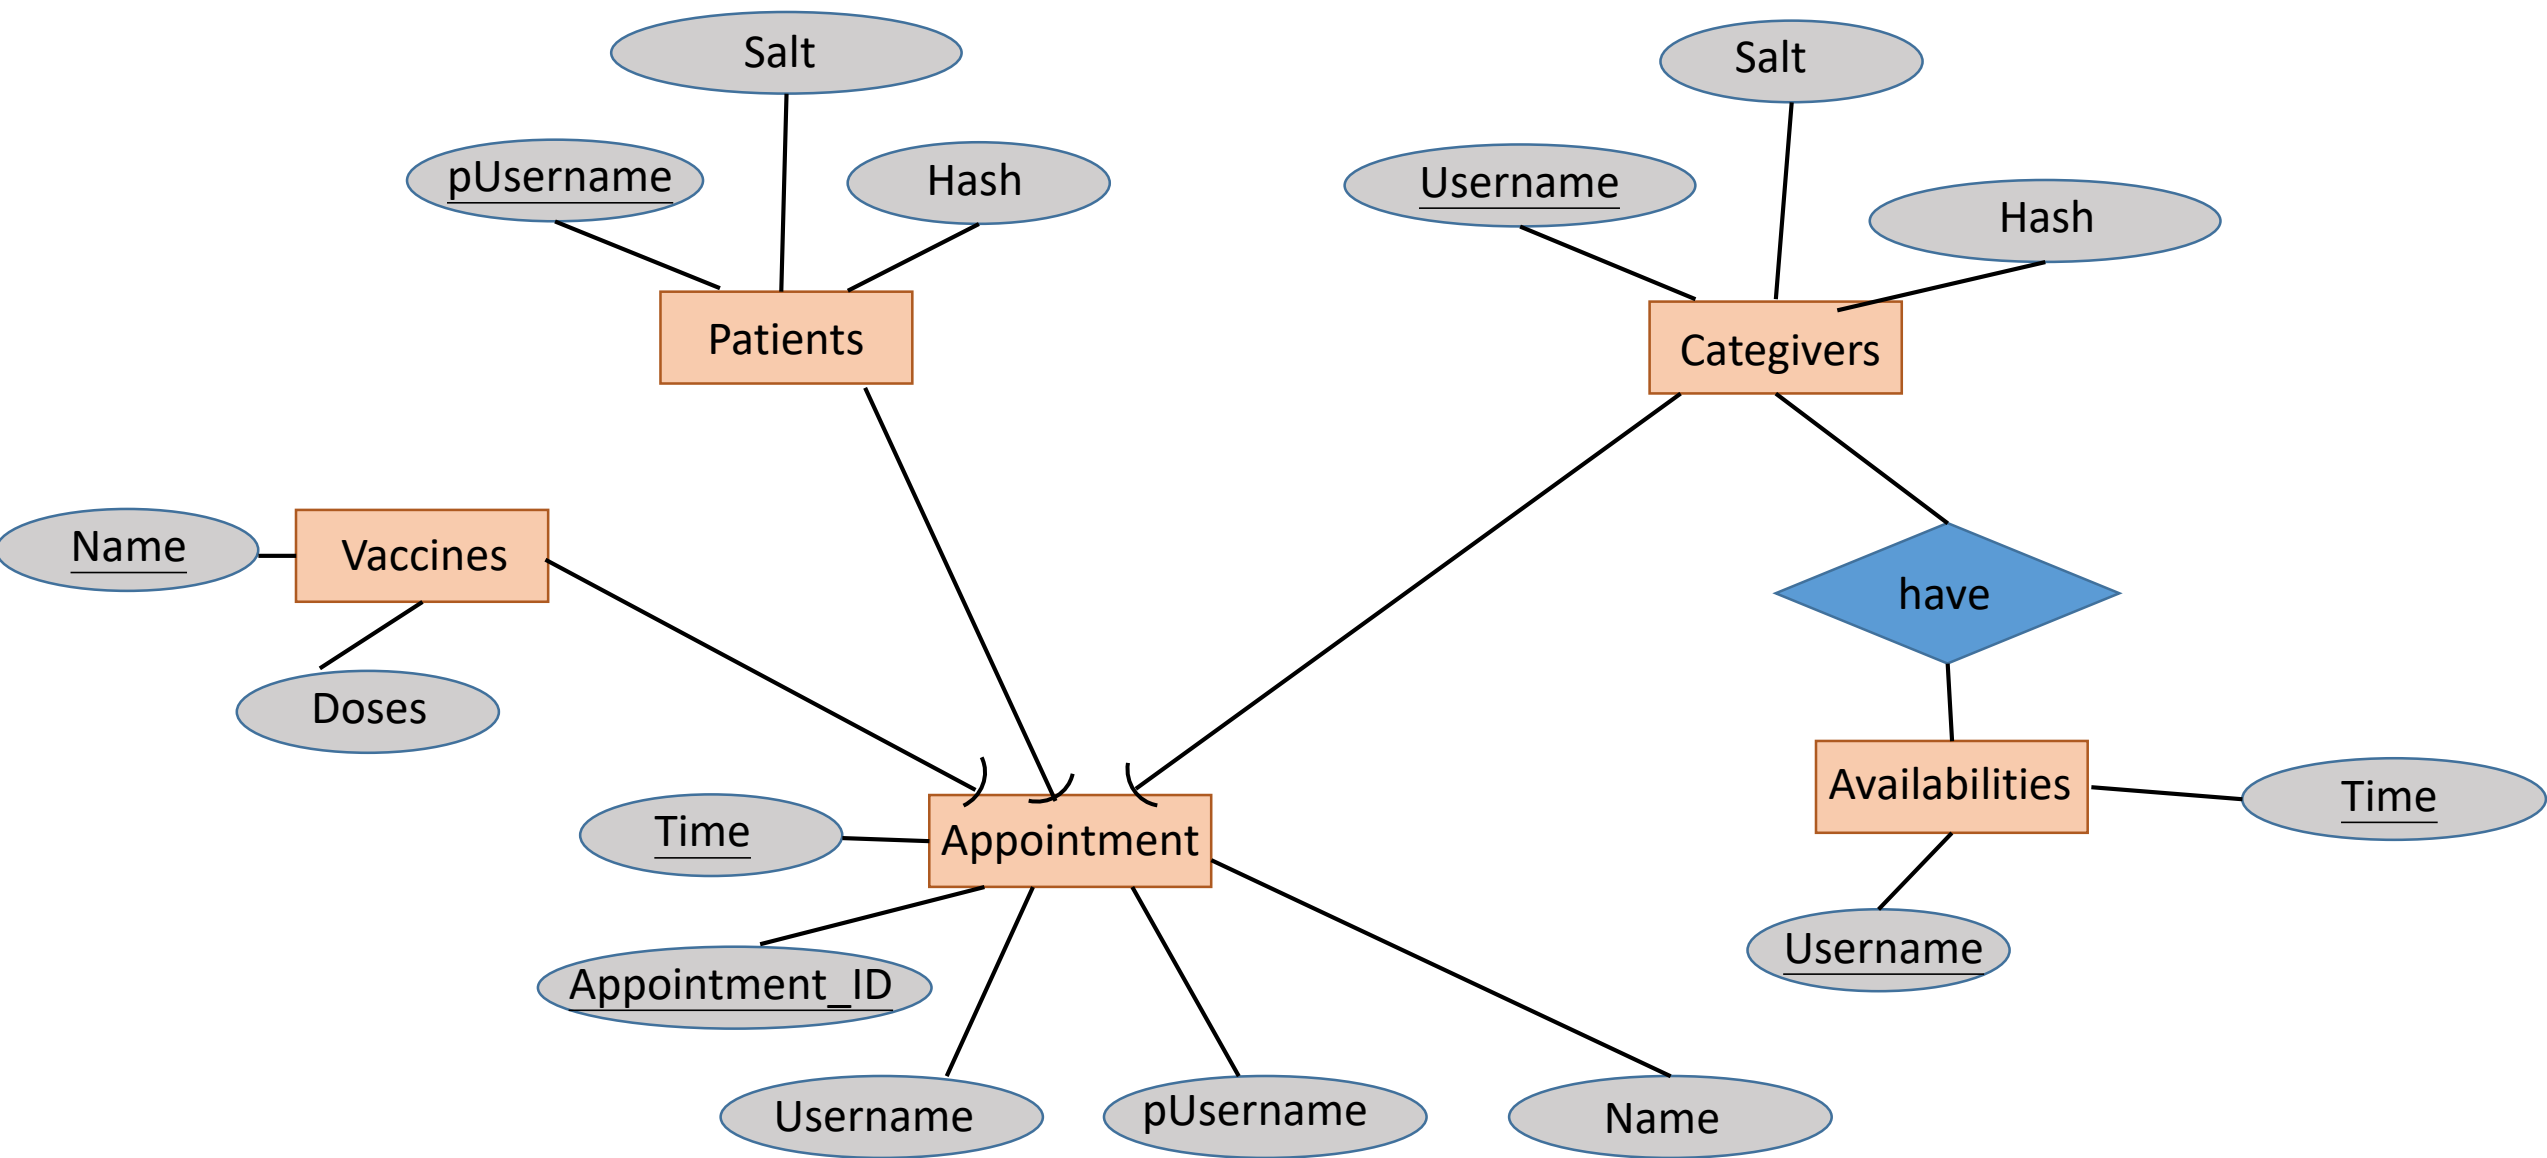 Salt
Salt
pUsername
Hash
Username
Hash
Patients
Categivers
Name
Vaccines
have
Doses
Availabilities
Time
Time
Appointment
Username
Appointment_ID
Username
pUsername
Name